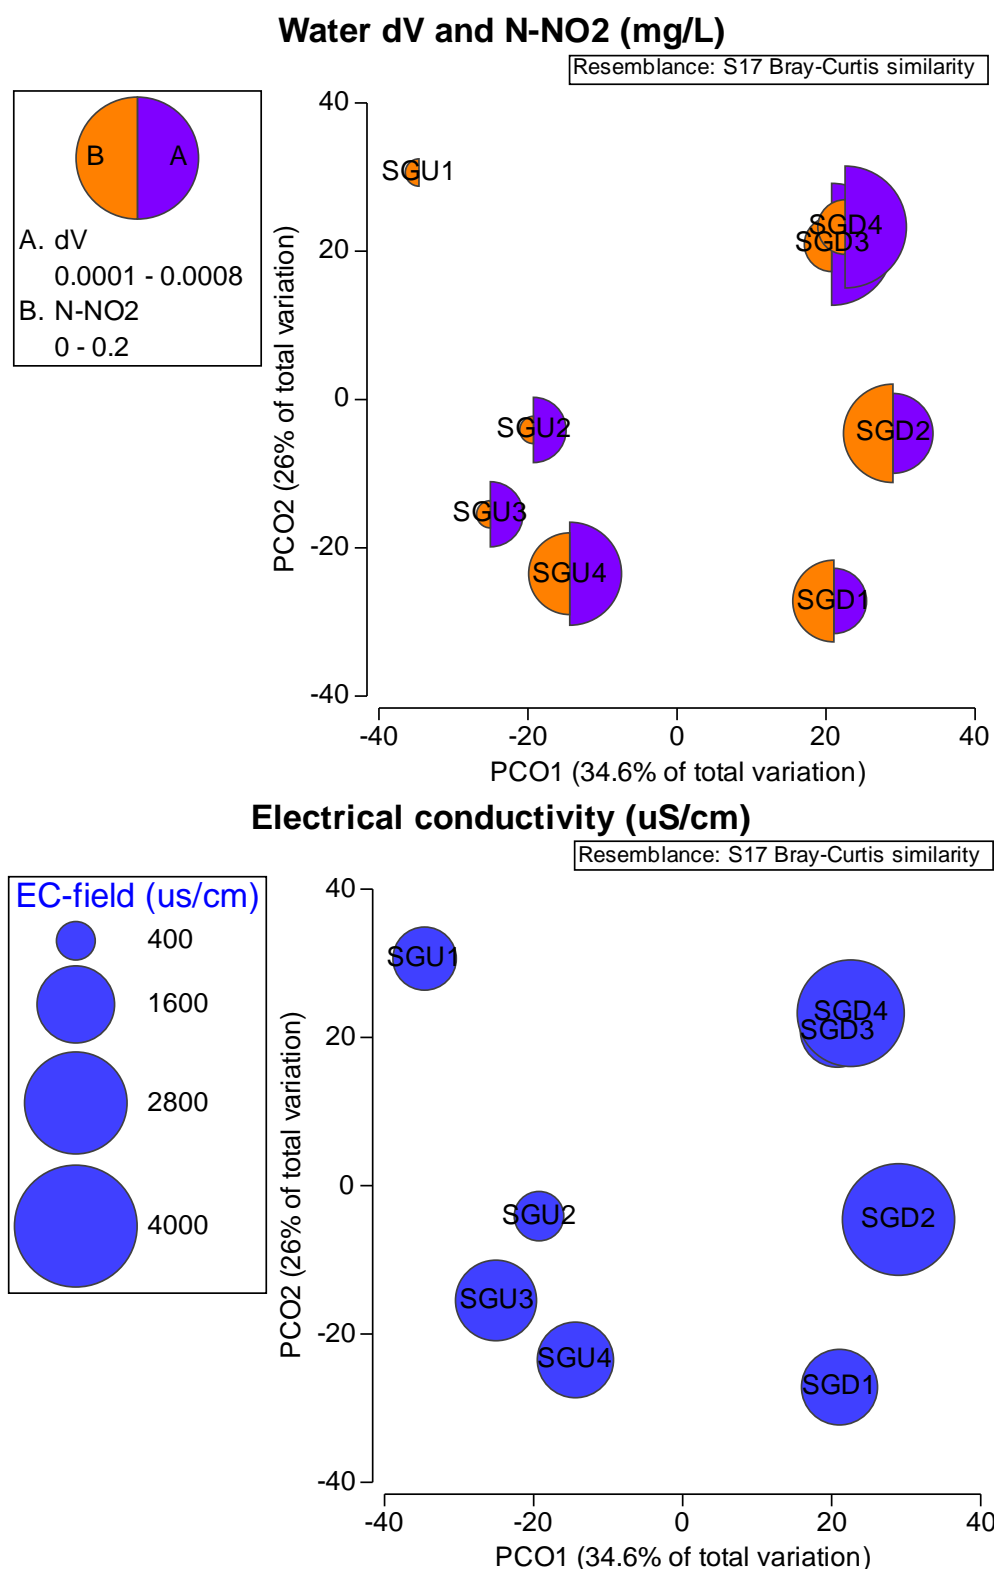 Water dV and N-NO2 (mg/L)
Resemblance: S17 Bray-Curtis similarity
B A
A. dV
0.0001 - 0.0008
B. N-NO2
0 - 0.2
PCO2 (26% of total variation)
40
20
0
-20
-40
SGU1
SGD4
SGD3
SGU2
SGD2
SGU3
SGU4
SGD1
-40 -20 0 20 40
PCO1 (34.6% of total variation)
Electrical conductivity (uS/cm)
Resemblance: S17 Bray-Curtis similarity
EC-field (us/cm)
400
1600
2800
4000
PCO2 (26% of total variation)
40
20
0
-20
-40
SGU1
SGD4
SGD3
SGU2
SGD2
SGU3
SGU4
SGD1
-40 -20 0 20 40
PCO1 (34.6% of total variation)